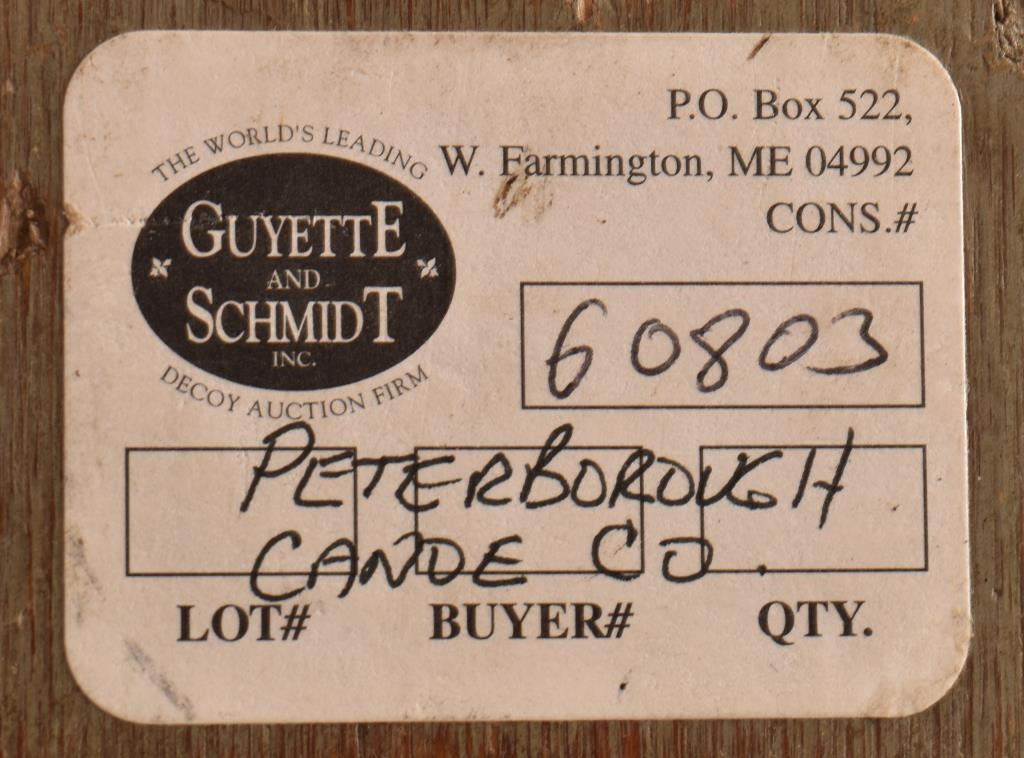 THE WORLD'S LEADING
GUYETTE
AND
SCHMIDT
INC.
DECOY AUCTION FIRM
P.O. Box 522,
W. Farmington, ME 04992
CONS.#
60803
PETERBOROUGH
CANOE CO.
LOT# BUYER# QTY.